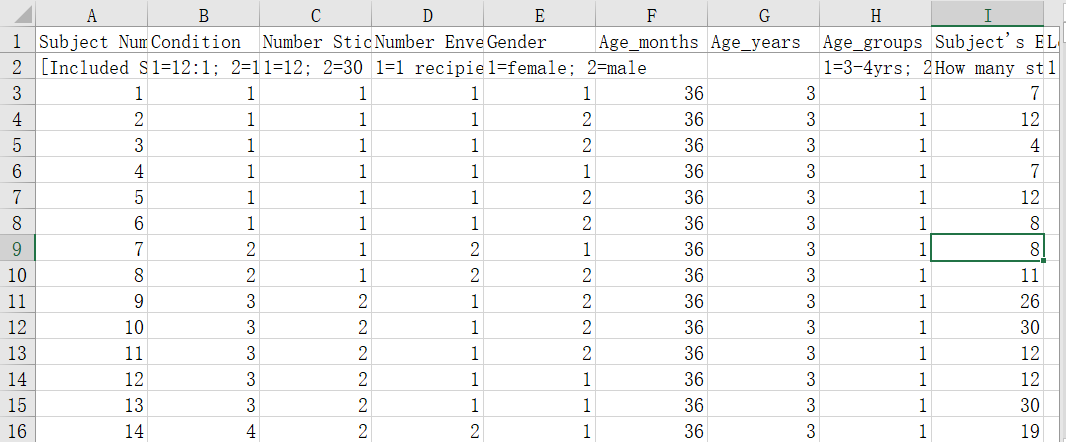 A B C D E F G H I
1 Subject Num Condition Number Stic Number Enve Gender Age_months Age_years Age_groups Subject's E L
2 [Included S 1=12:1; 2=1 1=12; 2=30 1=1 recipie 1=female; 2=male 1=3-4yrs; 2 How many st 1
3 1 1 1 1 1 36 3 1 7
4 2 1 1 1 2 36 3 1 12
5 3 1 1 1 2 36 3 1 4
6 4 1 1 1 1 36 3 1 7
7 5 1 1 1 2 36 3 1 12
8 6 1 1 1 2 36 3 1 8
9 7 2 1 2 1 36 3 1 8
10 8 2 1 2 2 36 3 1 11
11 9 3 2 1 2 36 3 1 26
12 10 3 2 1 2 36 3 1 30
13 11 3 2 1 2 36 3 1 12
14 12 3 2 1 1 36 3 1 12
15 13 3 2 1 1 36 3 1 30
16 14 4 2 2 1 36 3 1 19